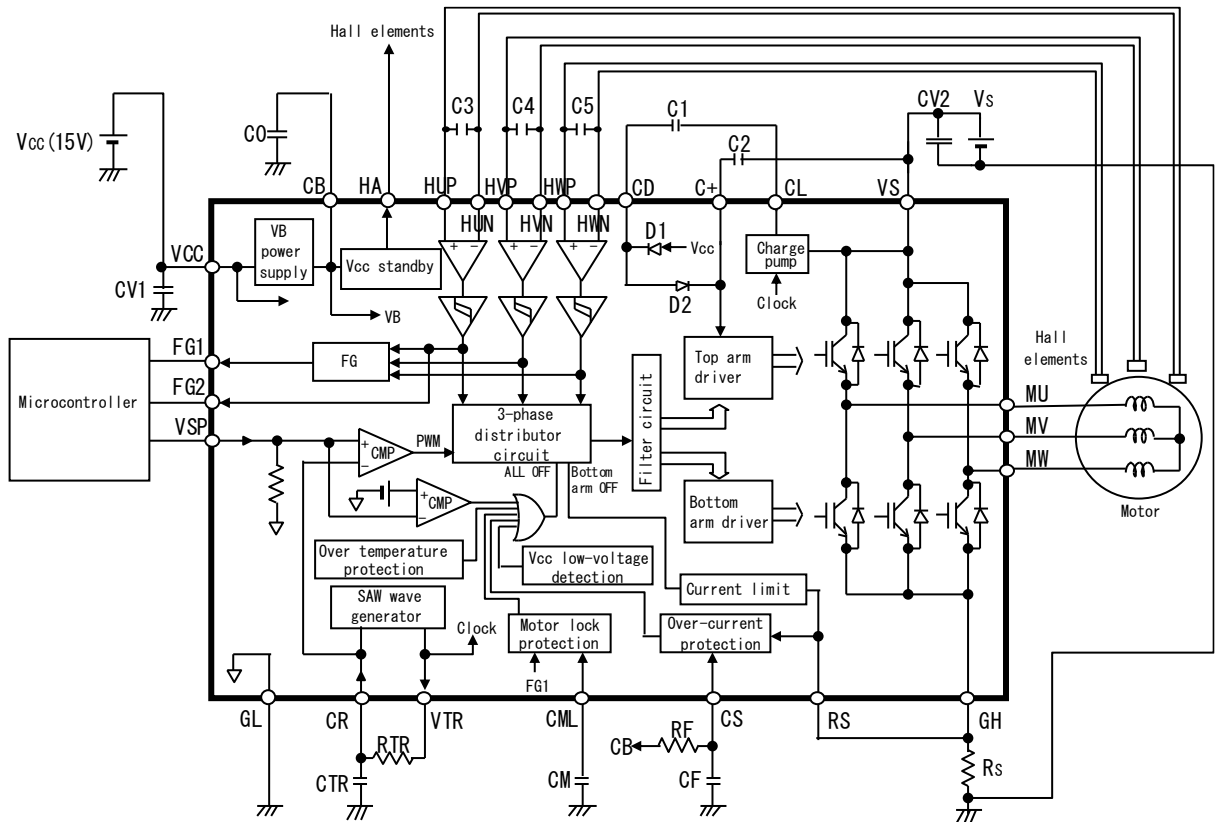 Hall elements
C3
C4
C5
C1
CV2
VS
VCC (15V)
C0
C2
CB
HA
HUP
HVP
HWP
CD
C+
CL
VS
HUN
HVN
HWN
VCC
VB
power
supply
Vcc standby
+ −
+ −
+ −
D1
Vcc
Charge
pump
CV1
VB
D2
Clock
Hall
elements
FG1
FG
Top arm
driver
Microcontroller
FG2
MU
VSP
3-phase
distributor
circuit
Filter circuit
MV
+
−
CMP
PWM
ALL OFF
Bottom
arm OFF
MW
+
−
CMP
Bottom
arm driver
Motor
Over temperature
protection
Vcc low-voltage
detection
Current limit
SAW wave
generator
Clock
Motor lock
protection
Over-current
protection
FG1
GL
CR
VTR
CML
CS
RS
GH
RTR
CB
RF
CTR
CM
CF
RS